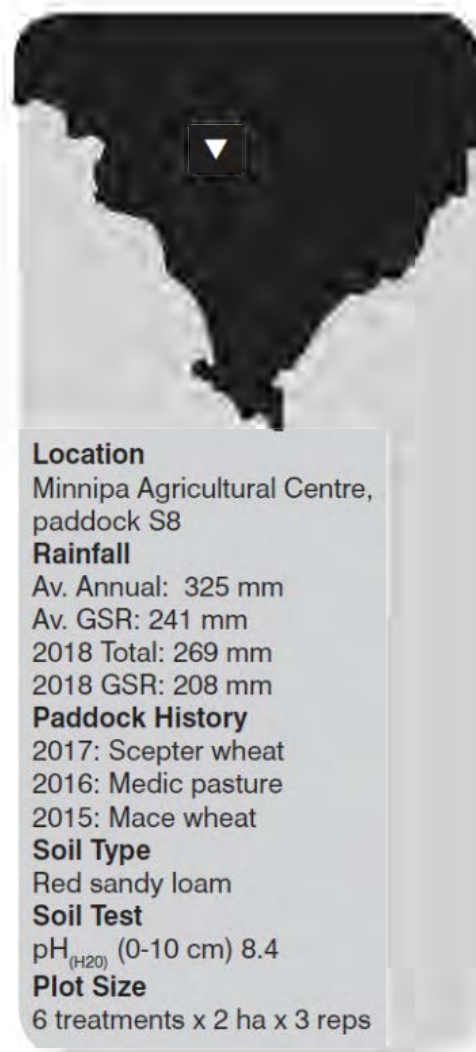 Location
Minnipa Agricultural Centre,
paddock S8
Rainfall
Av. Annual:  325 mm
Av. GSR: 241 mm
2018 Total: 269 mm
2018 GSR: 208 mm
Paddock History
2017: Scepter wheat
2016: Medic pasture
2015: Mace wheat
Soil Type
Red sandy loam
Soil Test
pH(H20) (0-10 cm) 8.4
Plot Size
6 treatments x 2 ha x 3 reps